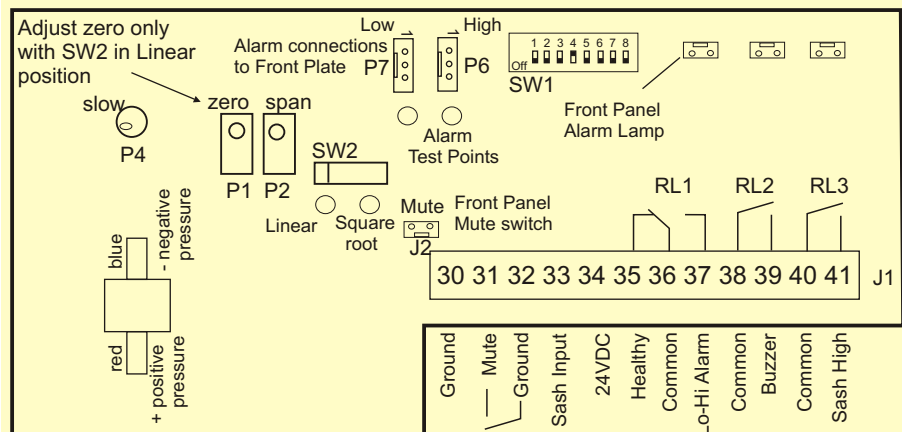 Adjust zero only
with SW2 in Linear
position
Low
High
Alarm connections
to Front Plate
P7
P6
1 2 3 4 5 6 7 8
Off
SW1
Front Panel
Alarm Lamp
slow
P4
zero
span
P1
P2
Alarm
Test Points
SW2
Linear
Square
root
Mute
J2
Front Panel
Mute switch
RL1
RL2
RL3
blue
- negative
pressure
red
+ positive
pressure
30 31 32 33 34 35 36 37 38 39 40 41
J1
Ground
Mute
Ground
Sash Input
24VDC
Healthy
Common
Lo-Hi Alarm
Common
Buzzer
Common
Sash High